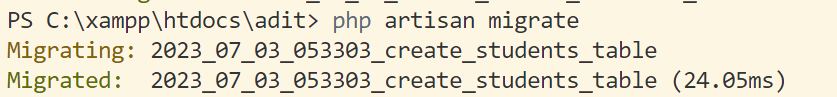 PS C:\xampp\htdocs\adit> php artisan migrate
Migrating: 2023_07_03_053303_create_students_table
Migrated:  2023_07_03_053303_create_students_table (24.05ms)